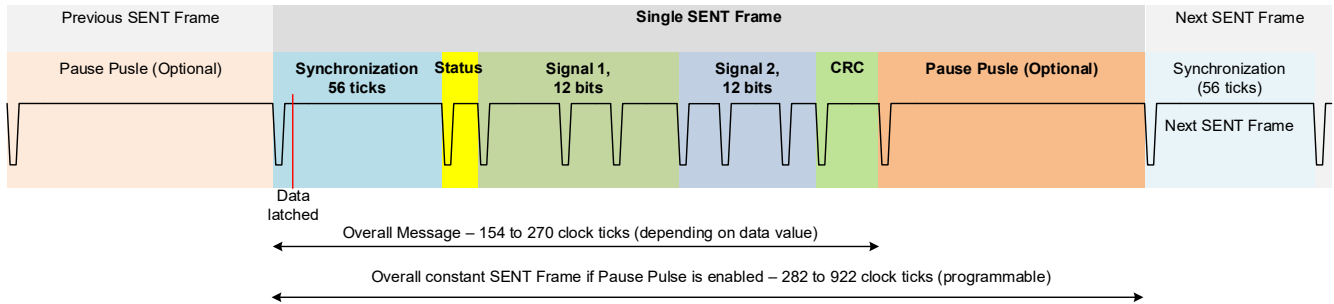 Previous SENT Frame
Single SENT Frame
Next SENT Frame
Pause Pusle (Optional)
Synchronization
56 ticks
Status
Signal 1,
12 bits
Signal 2,
12 bits
CRC
Pause Pusle (Optional)
Synchronization
(56 ticks)
Next SENT Frame
Data
latched
Overall Message – 154 to 270 clock ticks (depending on data value)
Overall constant SENT Frame if Pause Pulse is enabled – 282 to 922 clock ticks (programmable)